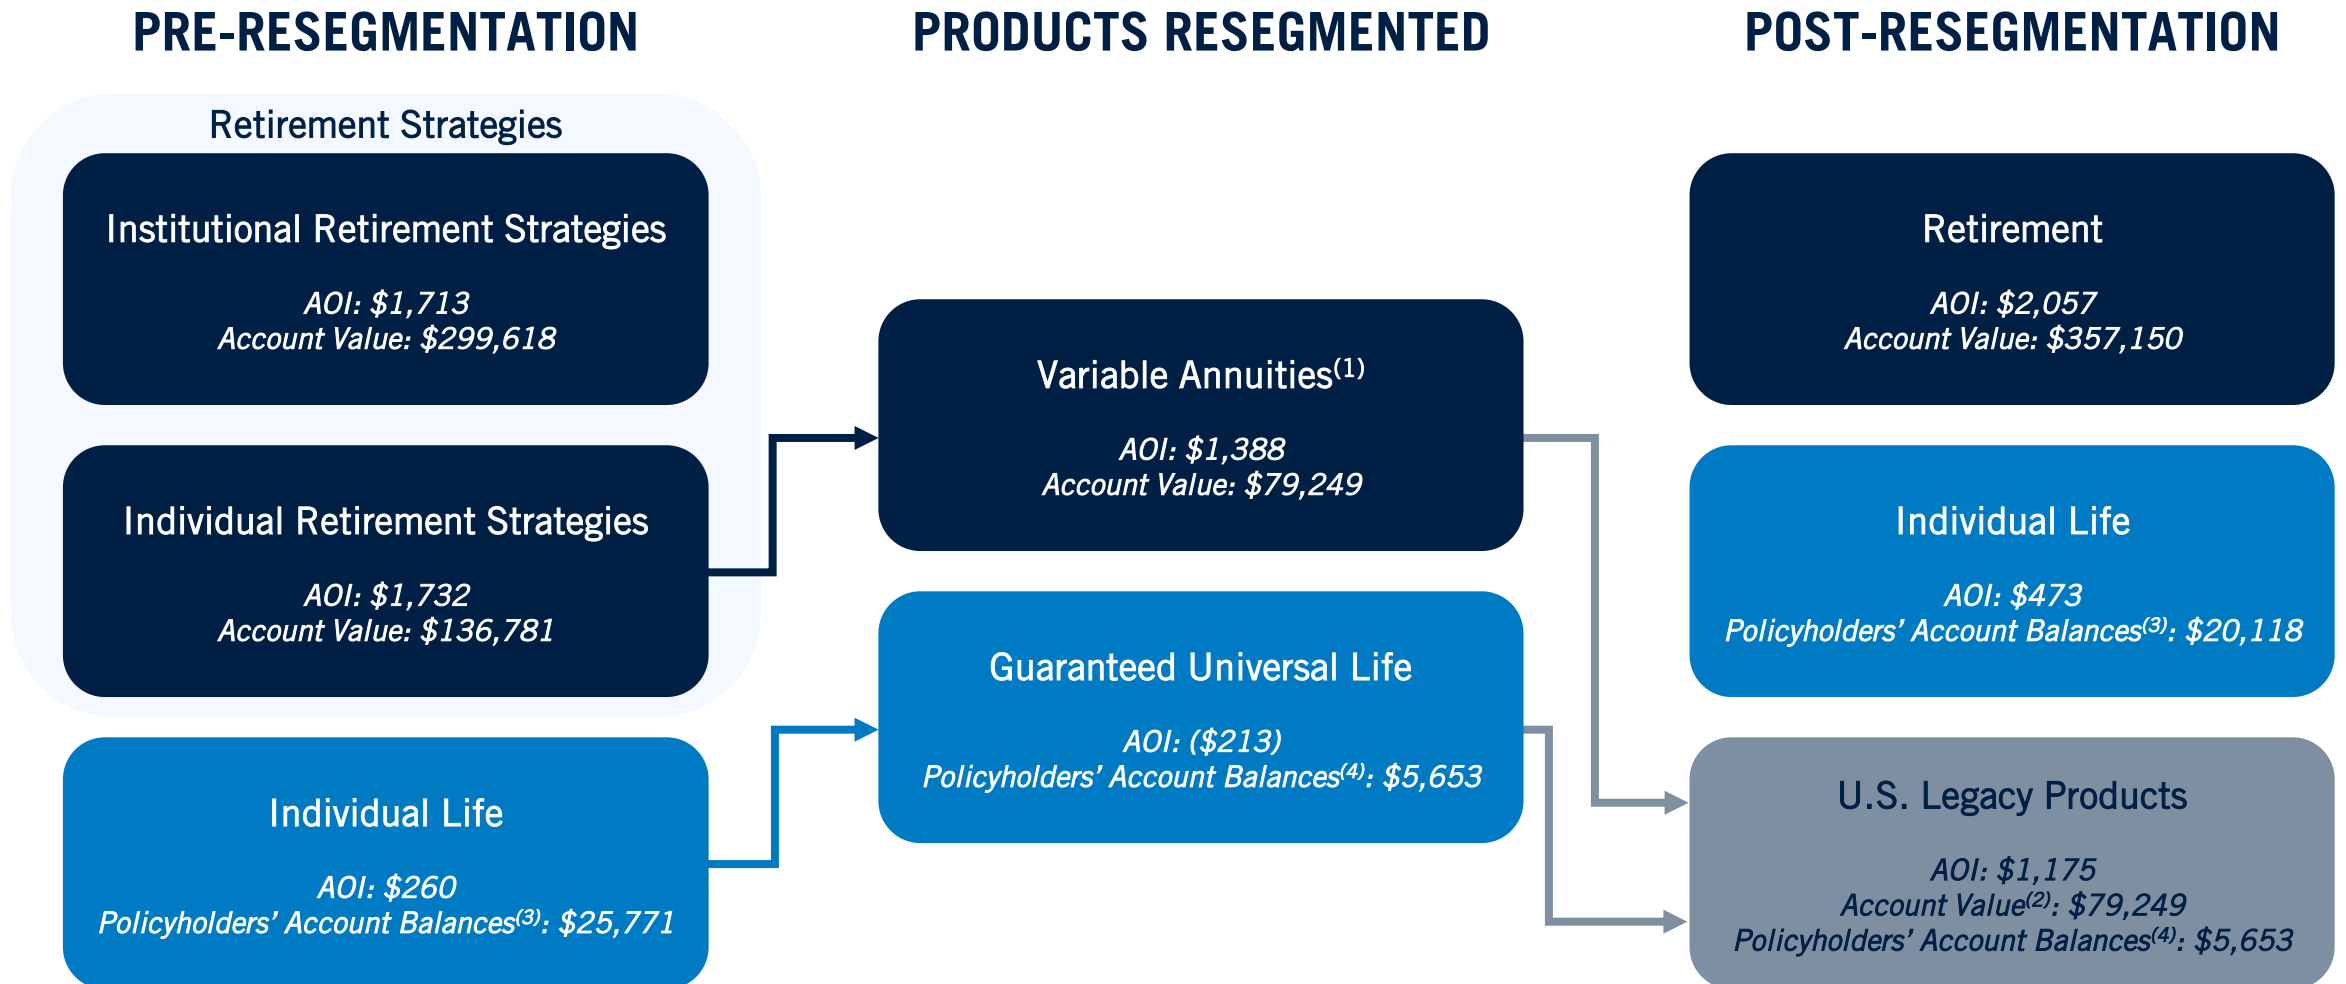 PRE-RESEGMENTATION
Retirement Strategies
Institutional Retirement Strategies
AOI: $1,713
Account Value: $299,618
Individual Retirement Strategies
AOI: $1,732
Account Value: $136,781
Individual Life
AOI: $260
Policyholders’ Account Balances(3): $25,771
PRODUCTS RESEGMENTED
Variable Annuities(1)
AOI: $1,388
Account Value: $79,249
Guaranteed Universal Life
AOI: ($213)
Policyholders’ Account Balances(4): $5,653
POST-RESEGMENTATION
Retirement
AOI: $2,057
Account Value: $357,150
Individual Life
AOI: $473
Policyholders’ Account Balances(3): $20,118
U.S. Legacy Products
AOI: $1,175
Account Value(2): $79,249
Policyholders’ Account Balances(4): $5,653